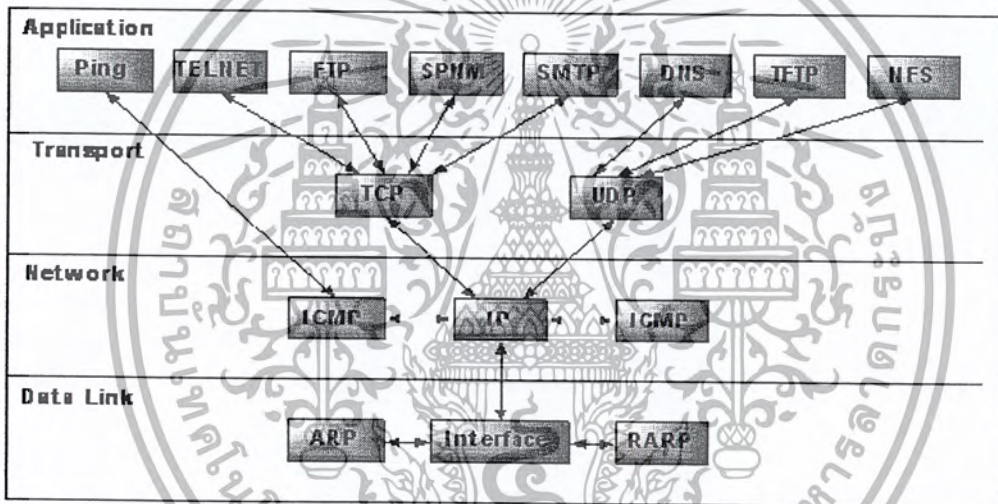 Application
Ping TELNET FTP SPMM SMTP DNS TFTP NFS
Transport
TCP UDP
Network
ICMP IP ICMP
Data Link
ARP Interface RARP